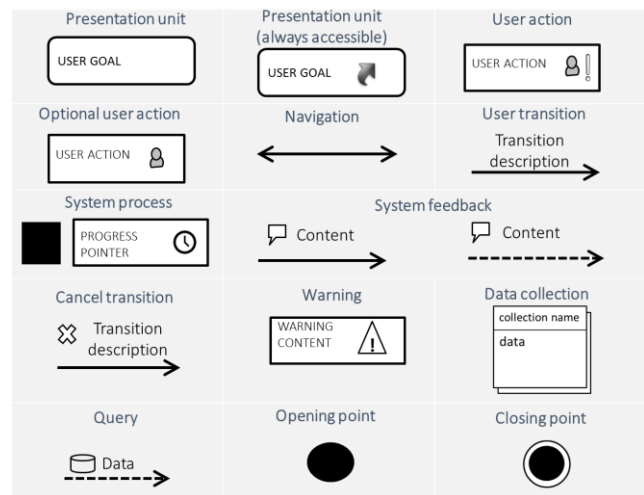 Presentation unit
USER GOAL
Presentation unit
(always accessible)
USER GOAL
User action
USER ACTION
Optional user action
USER ACTION
Navigation
User transition
Transition
description
System process
PROGRESS
POINTER
System feedback
Content
Content
Cancel transition
Transition
description
Warning
WARNING
CONTENT
!
Data collection
collection name
data
Query
Data
Opening point
Closing point